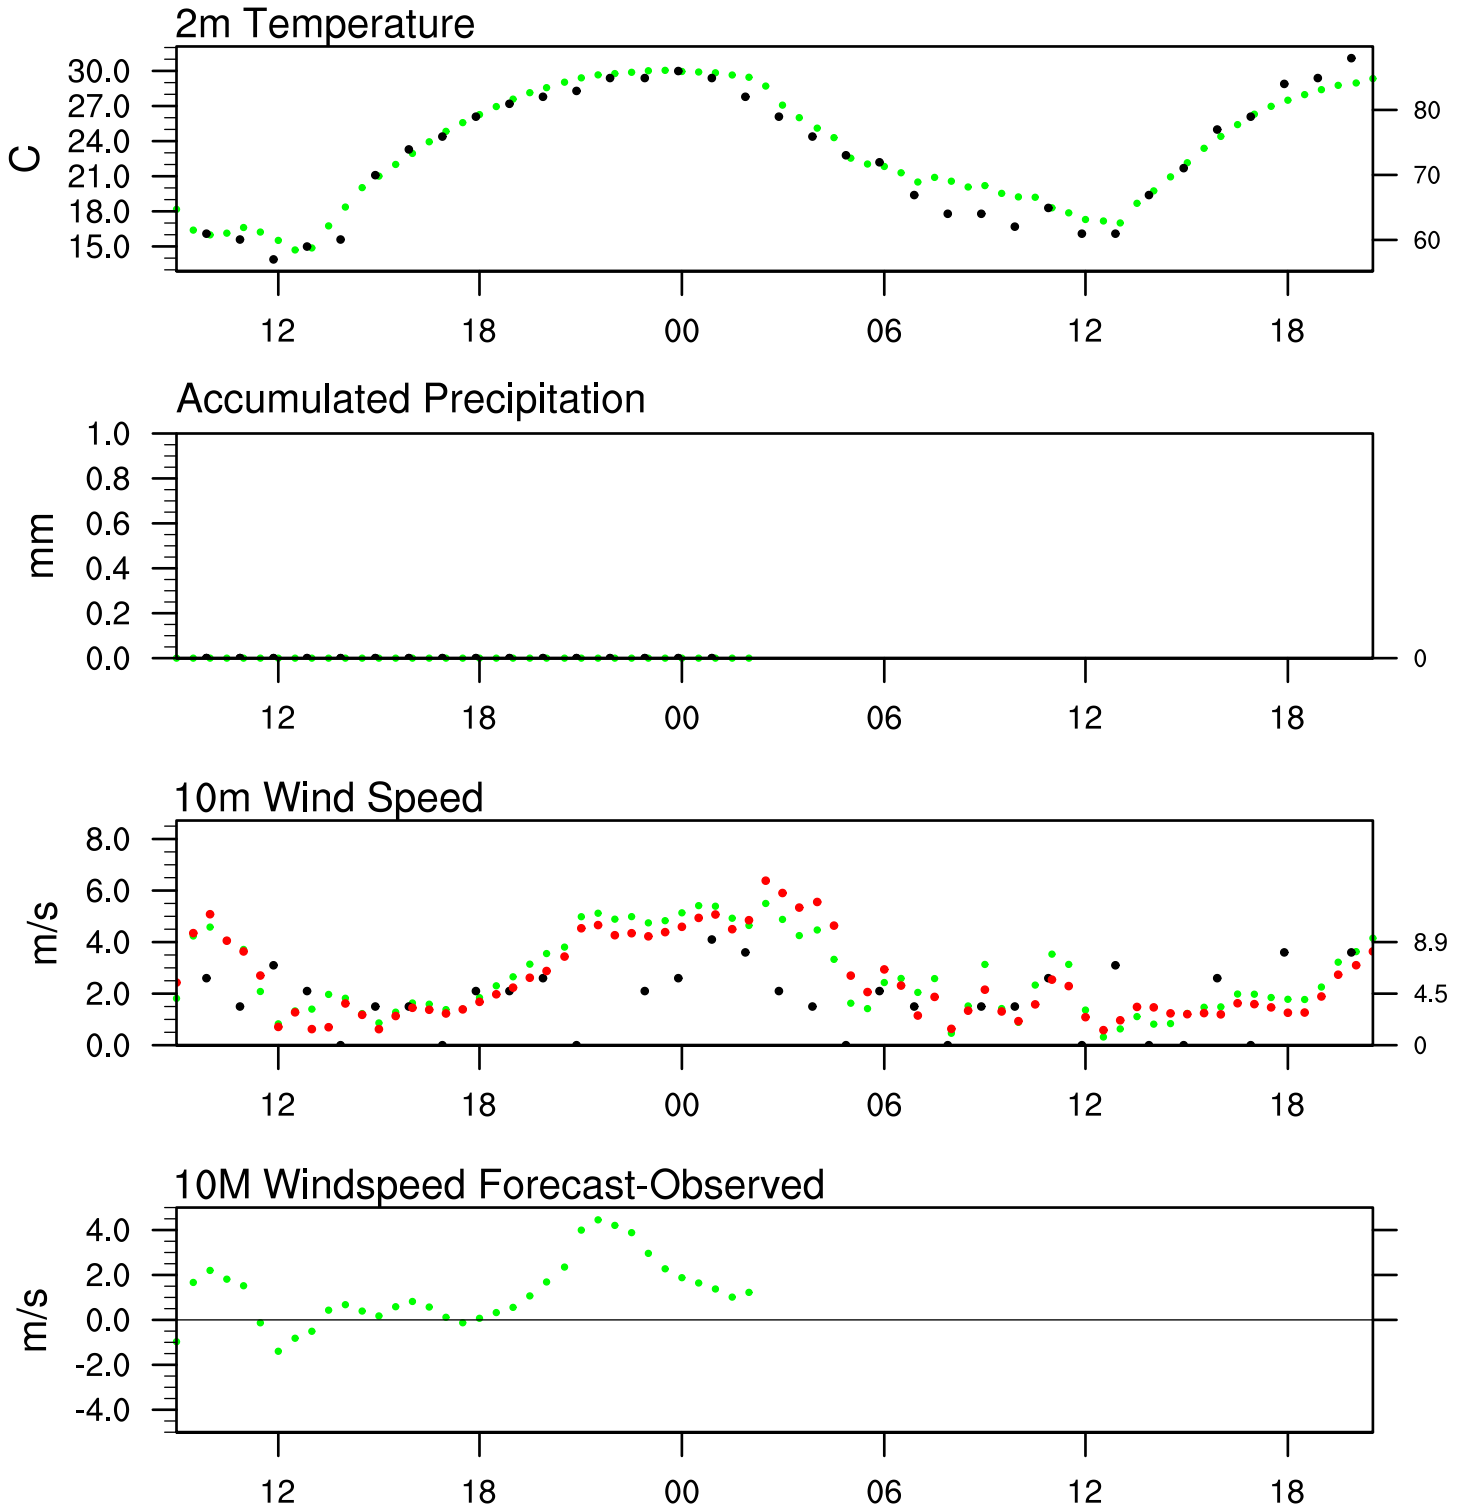 2m Temperature
30.0
27.0
24.0
21.0
18.0
15.0
C
80
70
60
12 18 00 06 12 18
Accumulated Precipitation
1.0
0.8
0.6
0.4
0.2
0.0
mm
0
12 18 00 06 12 18
10m Wind Speed
8.0
6.0
4.0
2.0
0.0
m/s
8.9
4.5
0
12 18 00 06 12 18
10M Windspeed Forecast-Observed
4.0
2.0
0.0
-2.0
-4.0
m/s
12 18 00 06 12 18